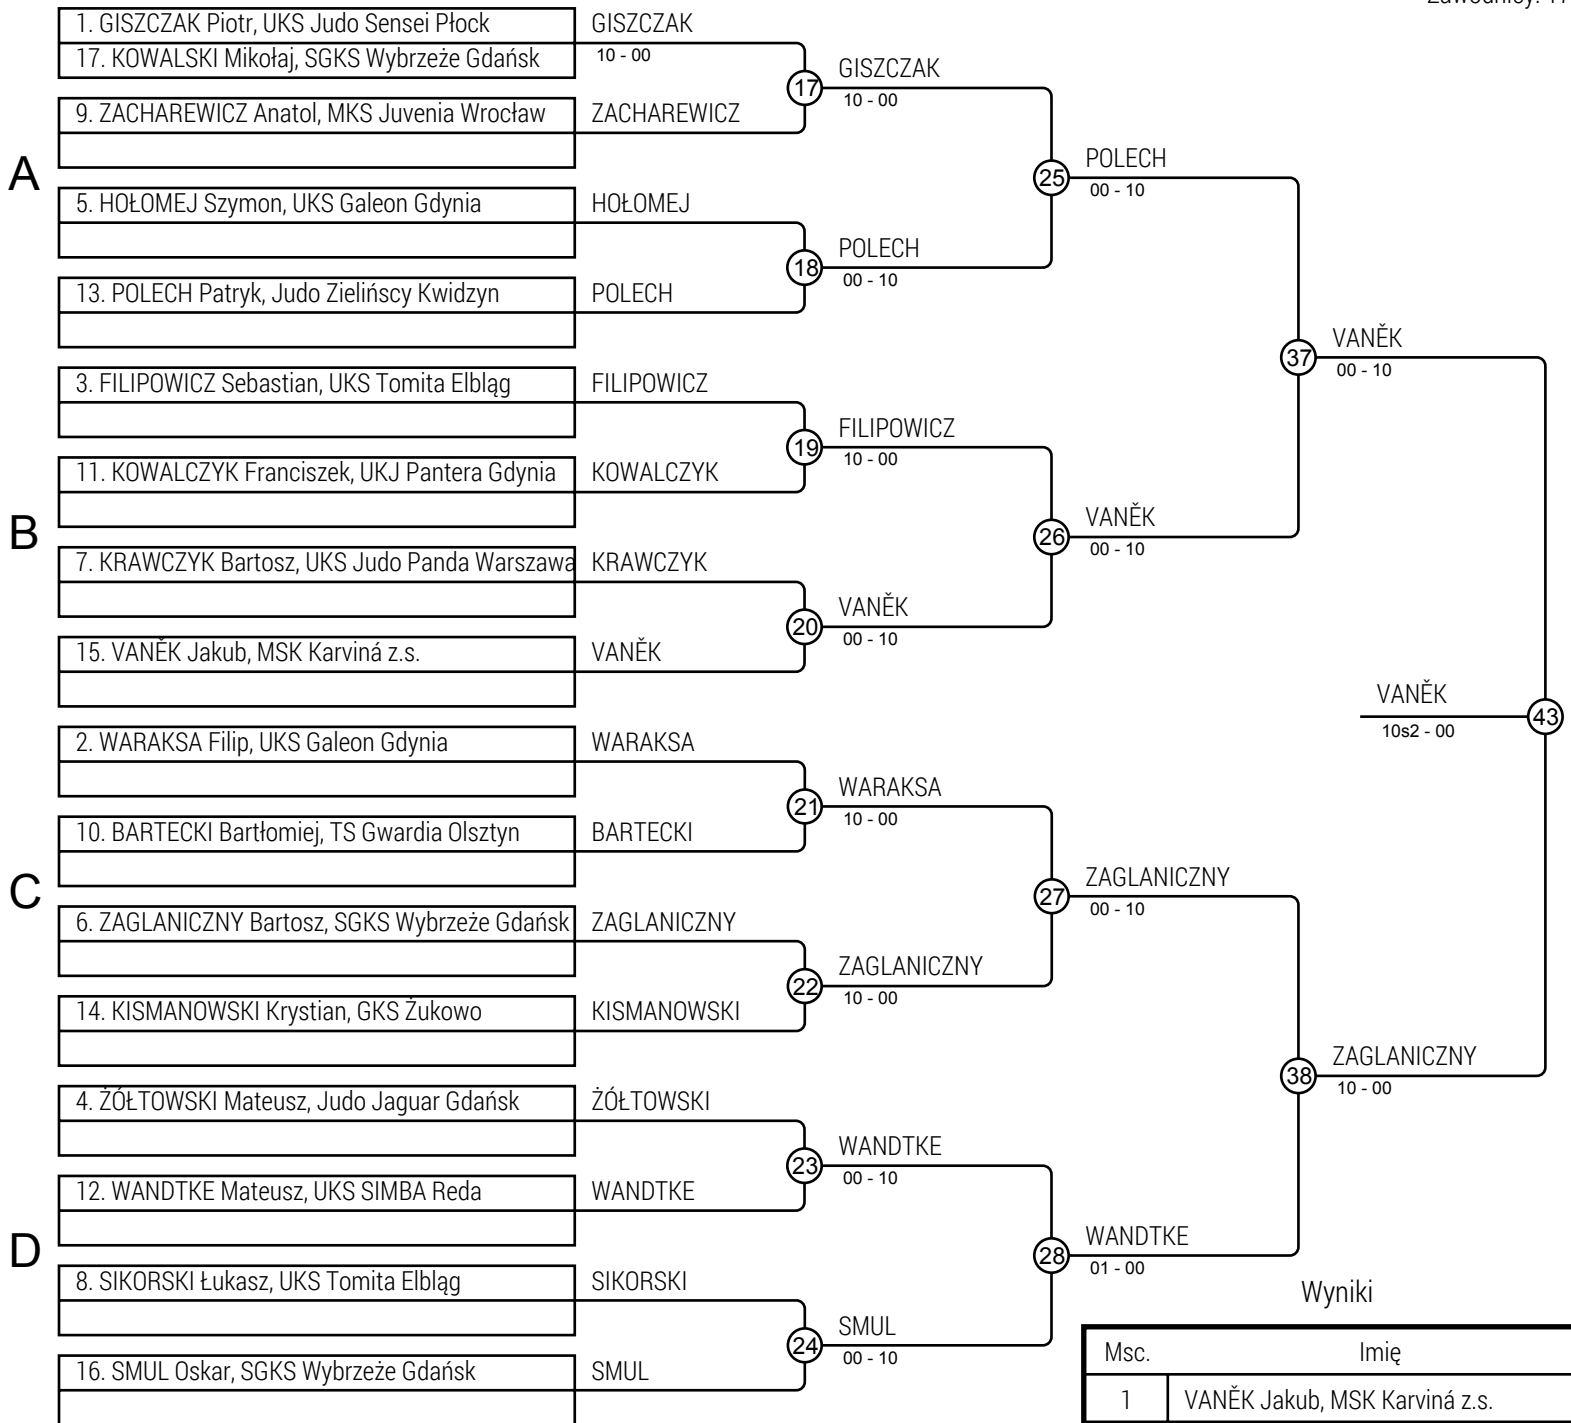 1. GISZCZAK Piotr, UKS Judo Sensei Płock
17. KOWALSKI Mikołaj, SGKS Wybrzeże Gdańsk
9. ZACHAREWICZ Anatol, MKS Juvenia Wrocław
A
5. HOŁOMEJ Szymon, UKS Galeon Gdynia
13. POLECH Patryk, Judo Zielińscy Kwidzyn
3. FILIPOWICZ Sebastian, UKS Tomita Elbląg
11. KOWALCZYK Franciszek, UKJ Pantera Gdynia
B
7. KRAWCZYK Bartosz, UKS Judo Panda Warszawa
15. VANĚK Jakub, MSK Karviná z.s.
2. WARAKSA Filip, UKS Galeon Gdynia
10. BARTECKI Bartłomiej, TS Gwardia Olsztyn
C
6. ZAGLANICZNY Bartosz, SGKS Wybrzeże Gdańsk
14. KISMANOWSKI Krystian, GKS Żukowo
4. ŻÓŁTOWSKI Mateusz, Judo Jaguar Gdańsk
12. WANDTKE Mateusz, UKS SIMBA Reda
D
8. SIKORSKI Łukasz, UKS Tomita Elbląg
16. SMUL Oskar, SGKS Wybrzeże Gdańsk
GISZCZAK
10 - 00
ZACHAREWICZ
HOŁOMEJ
POLECH
FILIPOWICZ
KOWALCZYK
KRAWCZYK
VANĚK
WARAKSA
BARTECKI
ZAGLANICZNY
KISMANOWSKI
ŻÓŁTOWSKI
WANDTKE
SIKORSKI
SMUL
17
GISZCZAK
10 - 00
18
POLECH
00 - 10
19
FILIPOWICZ
10 - 00
20
VANĚK
00 - 10
21
WARAKSA
10 - 00
22
ZAGLANICZNY
10 - 00
23
WANDTKE
00 - 10
24
SMUL
00 - 10
25
POLECH
00 - 10
26
VANĚK
00 - 10
27
ZAGLANICZNY
00 - 10
28
WANDTKE
01 - 00
37
VANĚK
00 - 10
38
ZAGLANICZNY
10 - 00
VANĚK
10s2 - 00
43
Wyniki
Msc. Imię
1 VANĚK Jakub, MSK Karviná z.s.